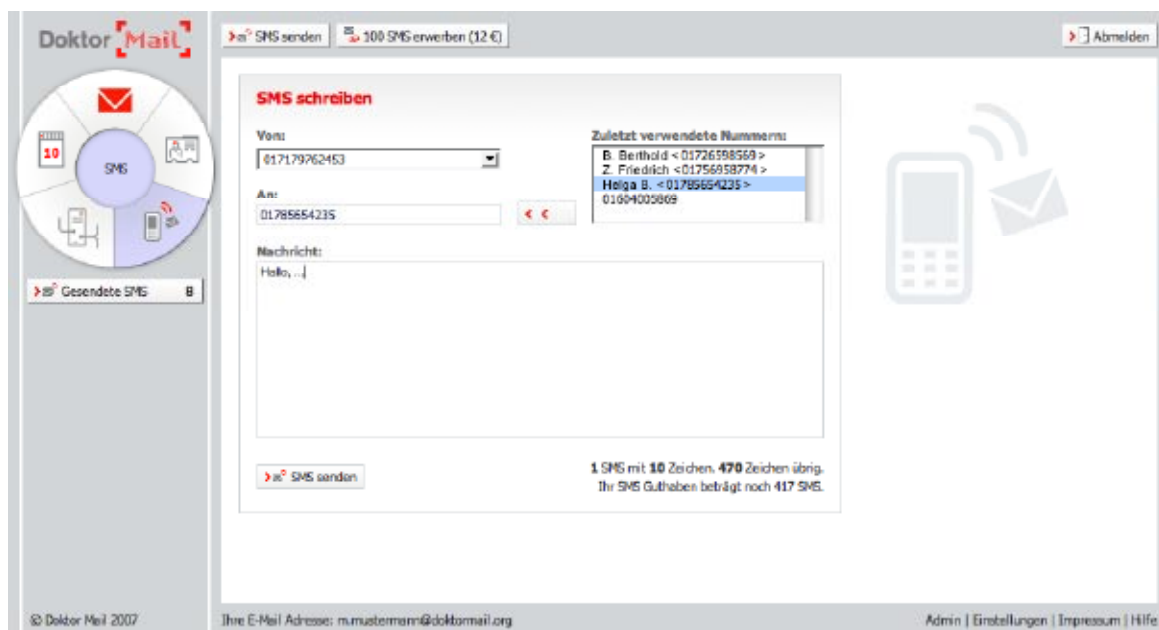 Doktor Mail
SMS senden
100 SMS erwerben (12 €)
Abmelden
10
SMS
Gesendete SMS 8
SMS schreiben
Von:
017179762453
An:
01785654235
< <
Zuletzt verwendete Nummern:
B. Berthold <01726598569>
Z. Friedrich <01756958774>
Helga B. <01785654235>
01604005869
Nachricht:
Hallo, ...
SMS senden
1 SMS mit 10 Zeichen. 470 Zeichen übrig.
Ihr SMS Guthaben beträgt noch 417 SMS.
© Doktor Mail 2007
Ihre E-Mail Adresse: m.mustermann@doktormail.org
Admin | Einstellungen | Impressum | Hilfe